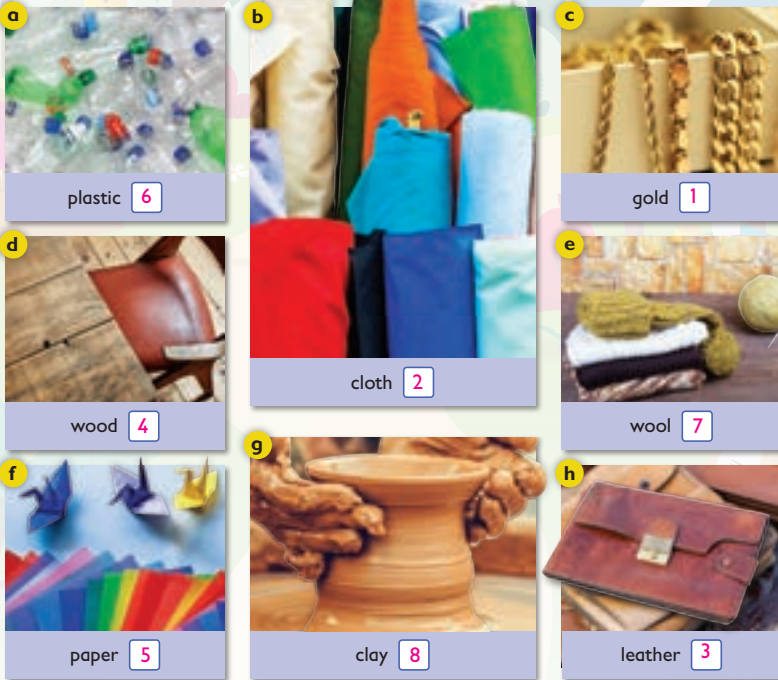 a
plastic 6
b
cloth 2
c
gold 1
d
wood 4
e
wool 7
f
paper 5
g
clay 8
h
leather 3